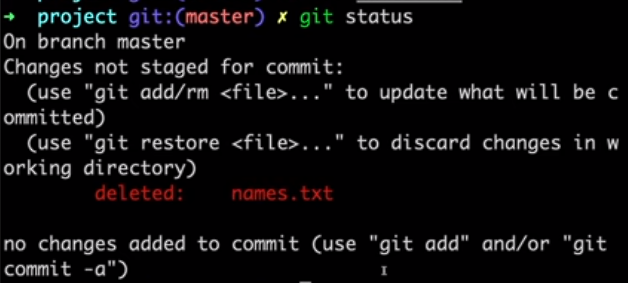 → project git:(master) ✗ git status
On branch master
Changes not staged for commit:
  (use "git add/rm <file>..." to update what will be c
ommitted)
  (use "git restore <file>..." to discard changes in w
orking directory)
        deleted:    names.txt

no changes added to commit (use "git add" and/or "git
commit -a")